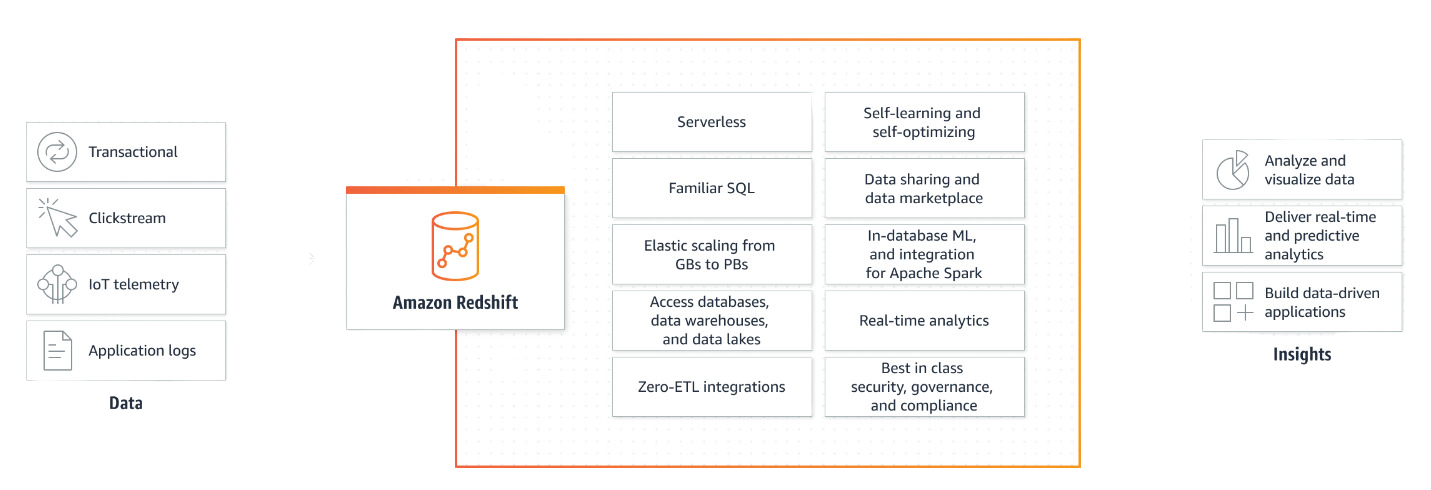 Transactional
Clickstream
IoT telemetry
Application logs
Data
Amazon Redshift
Serverless
Familiar SQL
Elastic scaling from
GBs to PBs
Access databases,
data warehouses,
and data lakes
Zero-ETL integrations
Self-learning and
self-optimizing
Data sharing and
data marketplace
In-database ML,
and integration
for Apache Spark
Real-time analytics
Best in class
security, governance,
and compliance
Analyze and
visualize data
Deliver real-time
and predictive
analytics
Build data-driven
applications
Insights